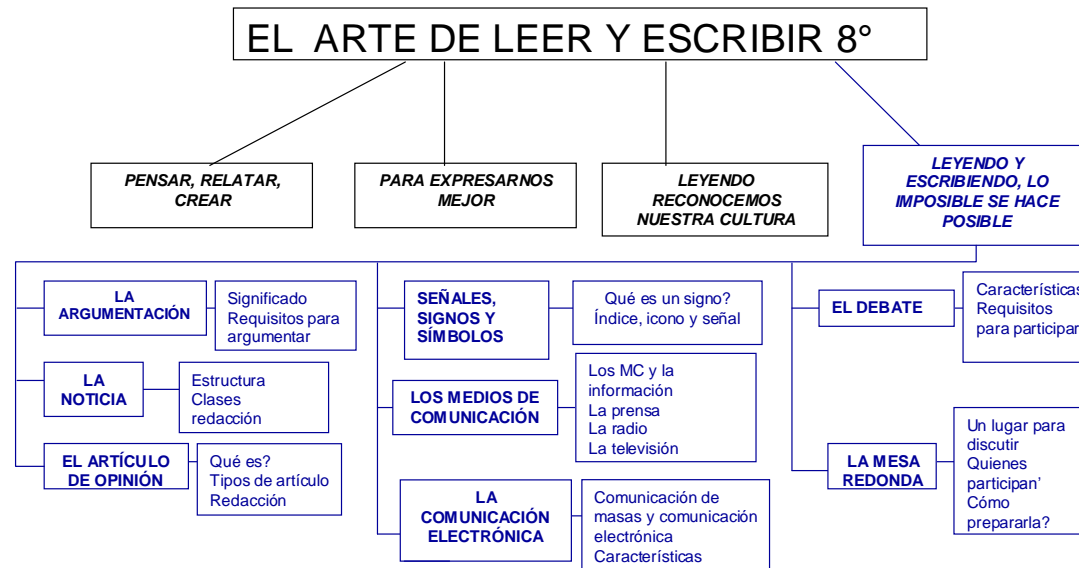 EL ARTE DE LEER Y ESCRIBIR 8°
PENSAR, RELATAR,
CREAR
PARA EXPRESARNOS
MEJOR
LEYENDO
RECONOCEMOS
NUESTRA CULTURA
LEYENDO Y
ESCRIBIENDO, LO
IMPOSIBLE SE HACE
POSIBLE
LA
ARGUMENTACIÓN
Significado
Requisitos para
argumentar
LA
NOTICIA
Estructura
Clases
redacción
EL ARTÍCULO
DE OPINIÓN
Qué es?
Tipos de artículo
Redacción
SEÑALES,
SIGNOS Y
SÍMBOLOS
Qué es un signo?
Índice, icono y señal
LOS MEDIOS DE
COMUNICACIÓN
Los MC y la
información
La prensa
La radio
La televisión
LA
COMUNICACIÓN
ELECTRÓNICA
Comunicación de
masas y comunicación
electrónica
Características
EL DEBATE
Características
Requisitos
para participar
LA MESA
REDONDA
Un lugar para
discutir
Quienes
participan’
Cómo
prepararla?